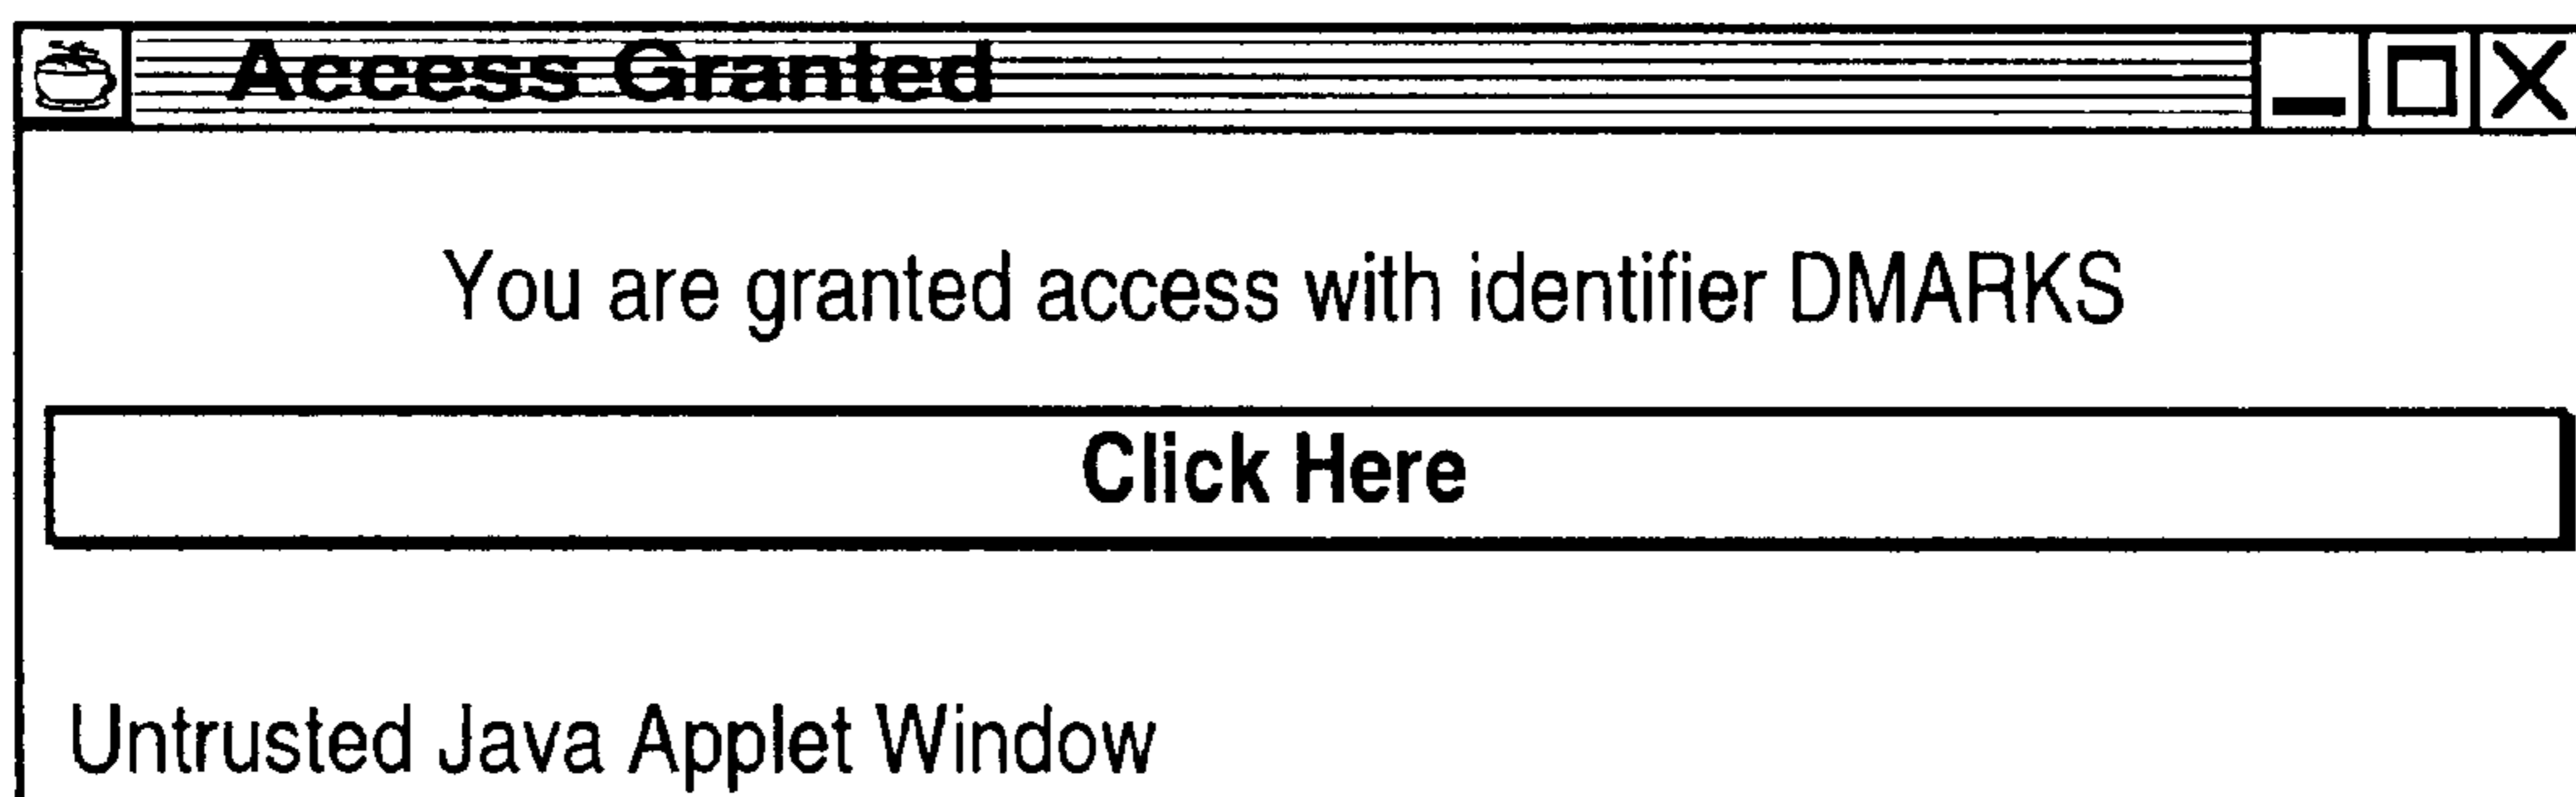 Access Granted
You are granted access with identifier DMARKS
Click Here
Untrusted Java Applet Window